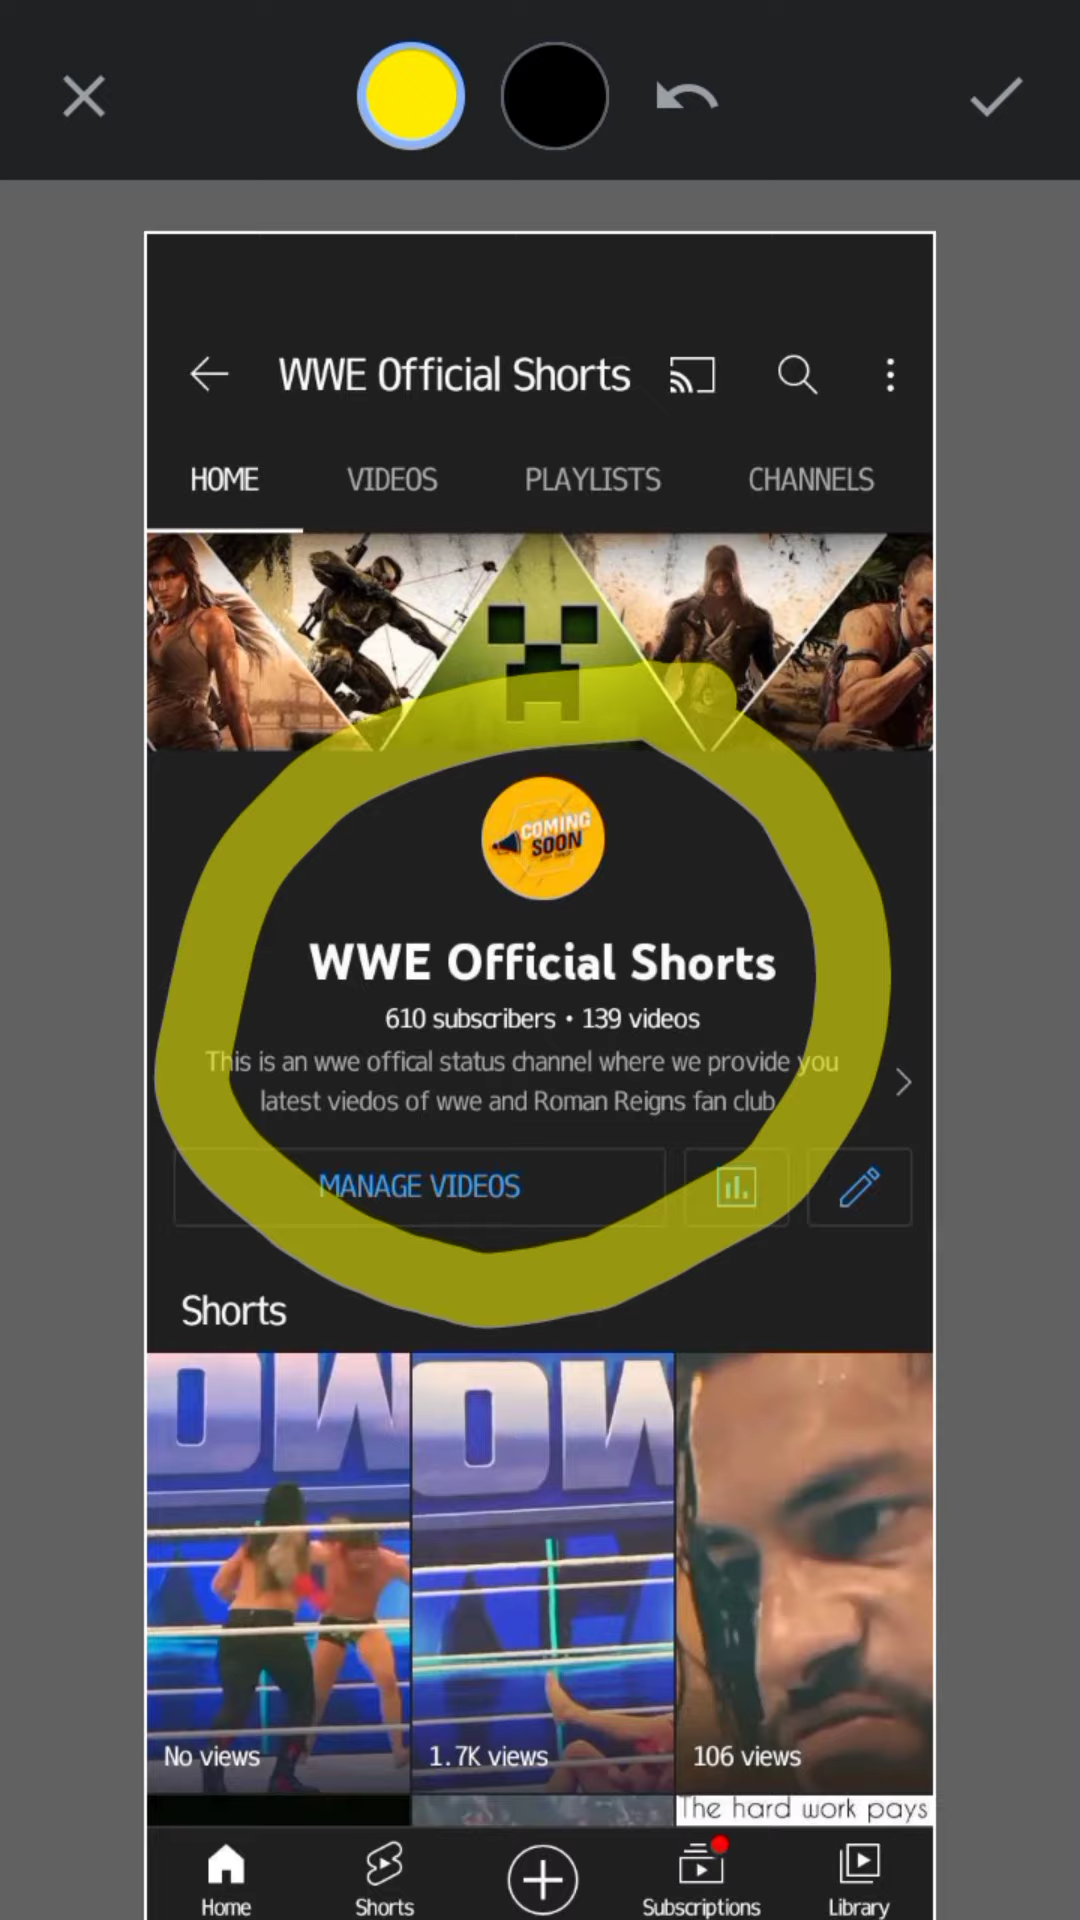 WWE Official Shorts
HOME VIDEOS PLAYLISTS CHANNELS
COMING
SOON
WWE Official Shorts
610 subscribers • 139 videos
This is an wwe offical status channel where we provide you
latest viedos of wwe and Roman Reigns fan club
MANAGE VIDEOS
Shorts
OW
OW
No views
1.7K views
106 views
The hard work pays
Home
Shorts
Subscriptions
Library